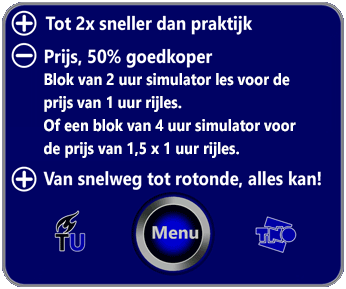 Tot 2x sneller dan praktijk
Prijs, 50% goedkoper
Blok van 2 uur simulator les voor de
prijs van 1 uur rijles.
Of een blok van 4 uur simulator voor
de prijs van 1,5 x 1 uur rijles.
Van snelweg tot rotonde, alles kan!
TU
Menu
TNO